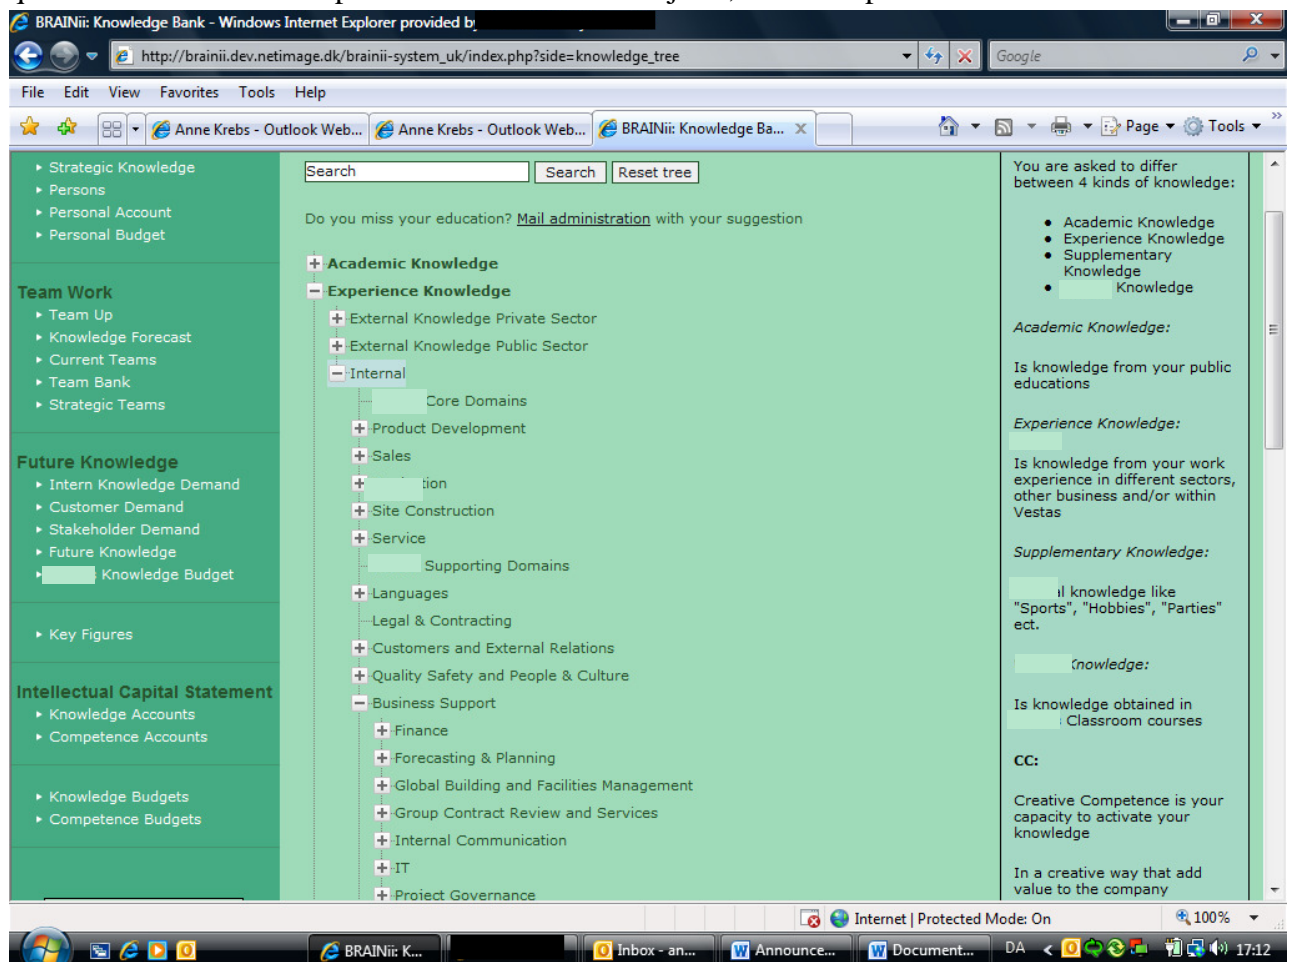 BRAINii: Knowledge Bank - Windows Internet Explorer provided by
http://brainii.dev.netimage.dk/brainii-system_uk/index.php?side=knowledge_tree
Google
File Edit View Favorites Tools Help
Anne Krebs - Outlook Web...
Anne Krebs - Outlook Web...
BRAINii: Knowledge Ba...
Page
Tools
Strategic Knowledge
Persons
Personal Account
Personal Budget
Team Work
Team Up
Knowledge Forecast
Current Teams
Team Bank
Strategic Teams
Future Knowledge
Intern Knowledge Demand
Customer Demand
Stakeholder Demand
Future Knowledge
Knowledge Budget
Key Figures
Intellectual Capital Statement
Knowledge Accounts
Competence Accounts
Knowledge Budgets
Competence Budgets
Search Search Reset tree
Do you miss your education? Mail administration with your suggestion
Academic Knowledge
Experience Knowledge
External Knowledge Private Sector
External Knowledge Public Sector
Internal
Core Domains
Product Development
Sales
tion
Site Construction
Service
Supporting Domains
Languages
Legal & Contracting
Customers and External Relations
Quality Safety and People & Culture
Business Support
Finance
Forecasting & Planning
Global Building and Facilities Management
Group Contract Review and Services
Internal Communication
IT
Project Governance
You are asked to differ
between 4 kinds of knowledge:
• Academic Knowledge
• Experience Knowledge
• Supplementary
Knowledge
• Knowledge
Academic Knowledge:
Is knowledge from your public
educations
Experience Knowledge:
Is knowledge from your work
experience in different sectors,
other business and/or within
Vestas
Supplementary Knowledge:
l knowledge like
"Sports", "Hobbies", "Parties"
ect.
Knowledge:
Is knowledge obtained in
Classroom courses
CC:
Creative Competence is your
capacity to activate your
knowledge
In a creative way that add
value to the company
Internet | Protected Mode: On
100%
BRAINii: K...
Inbox - an...
Announce...
Document...
DA
17:12